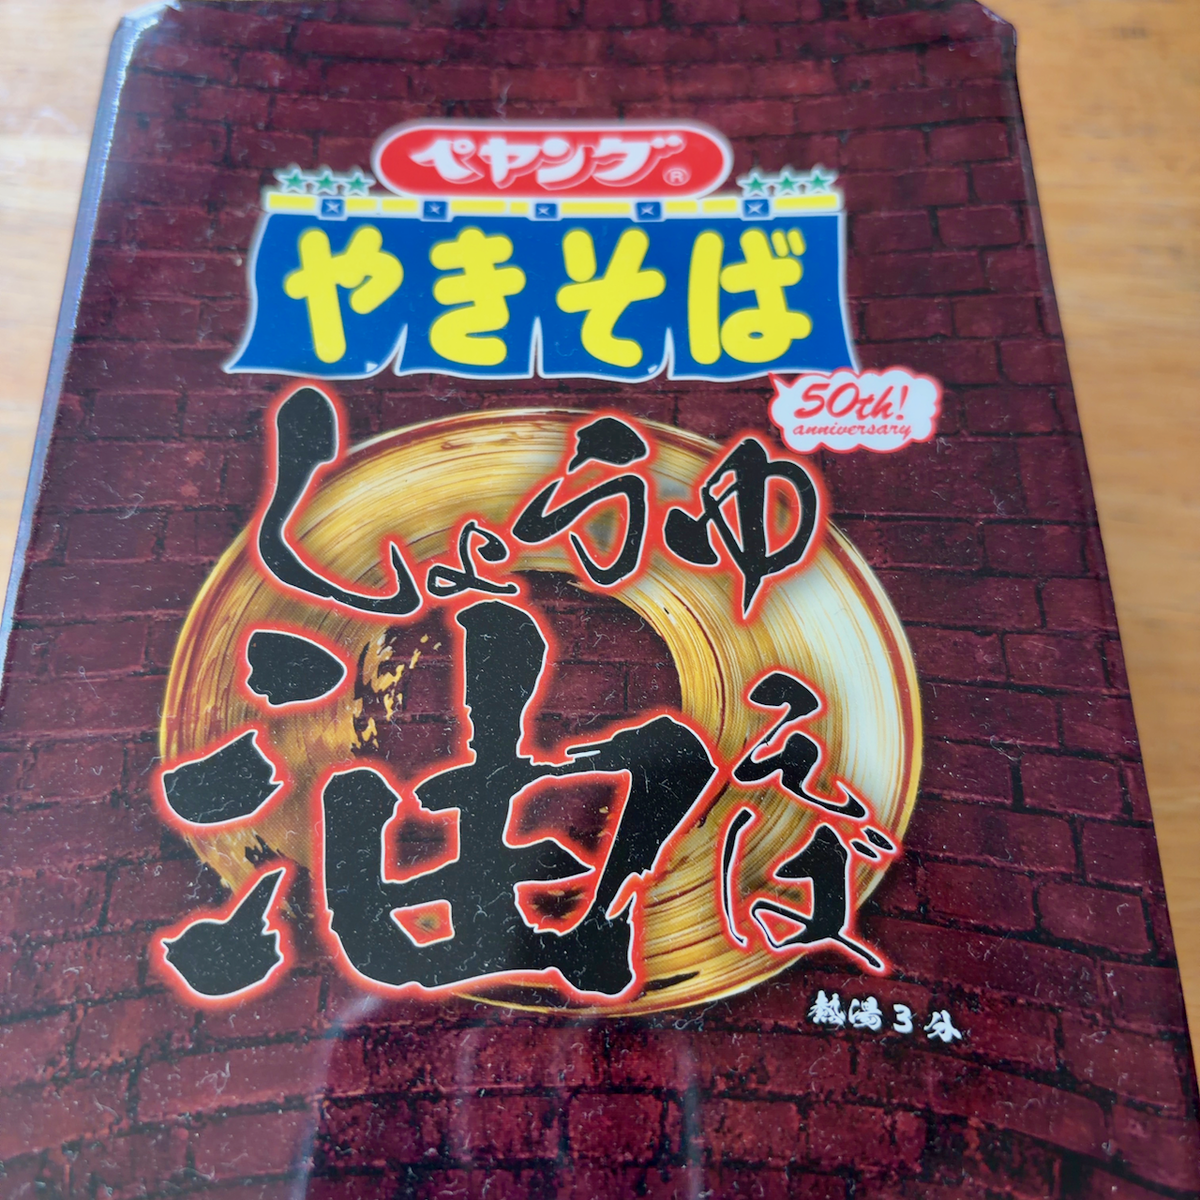 ペヤング®
やきそば
50th!
anniversary
しょうゆ
油
そば
熱湯3分